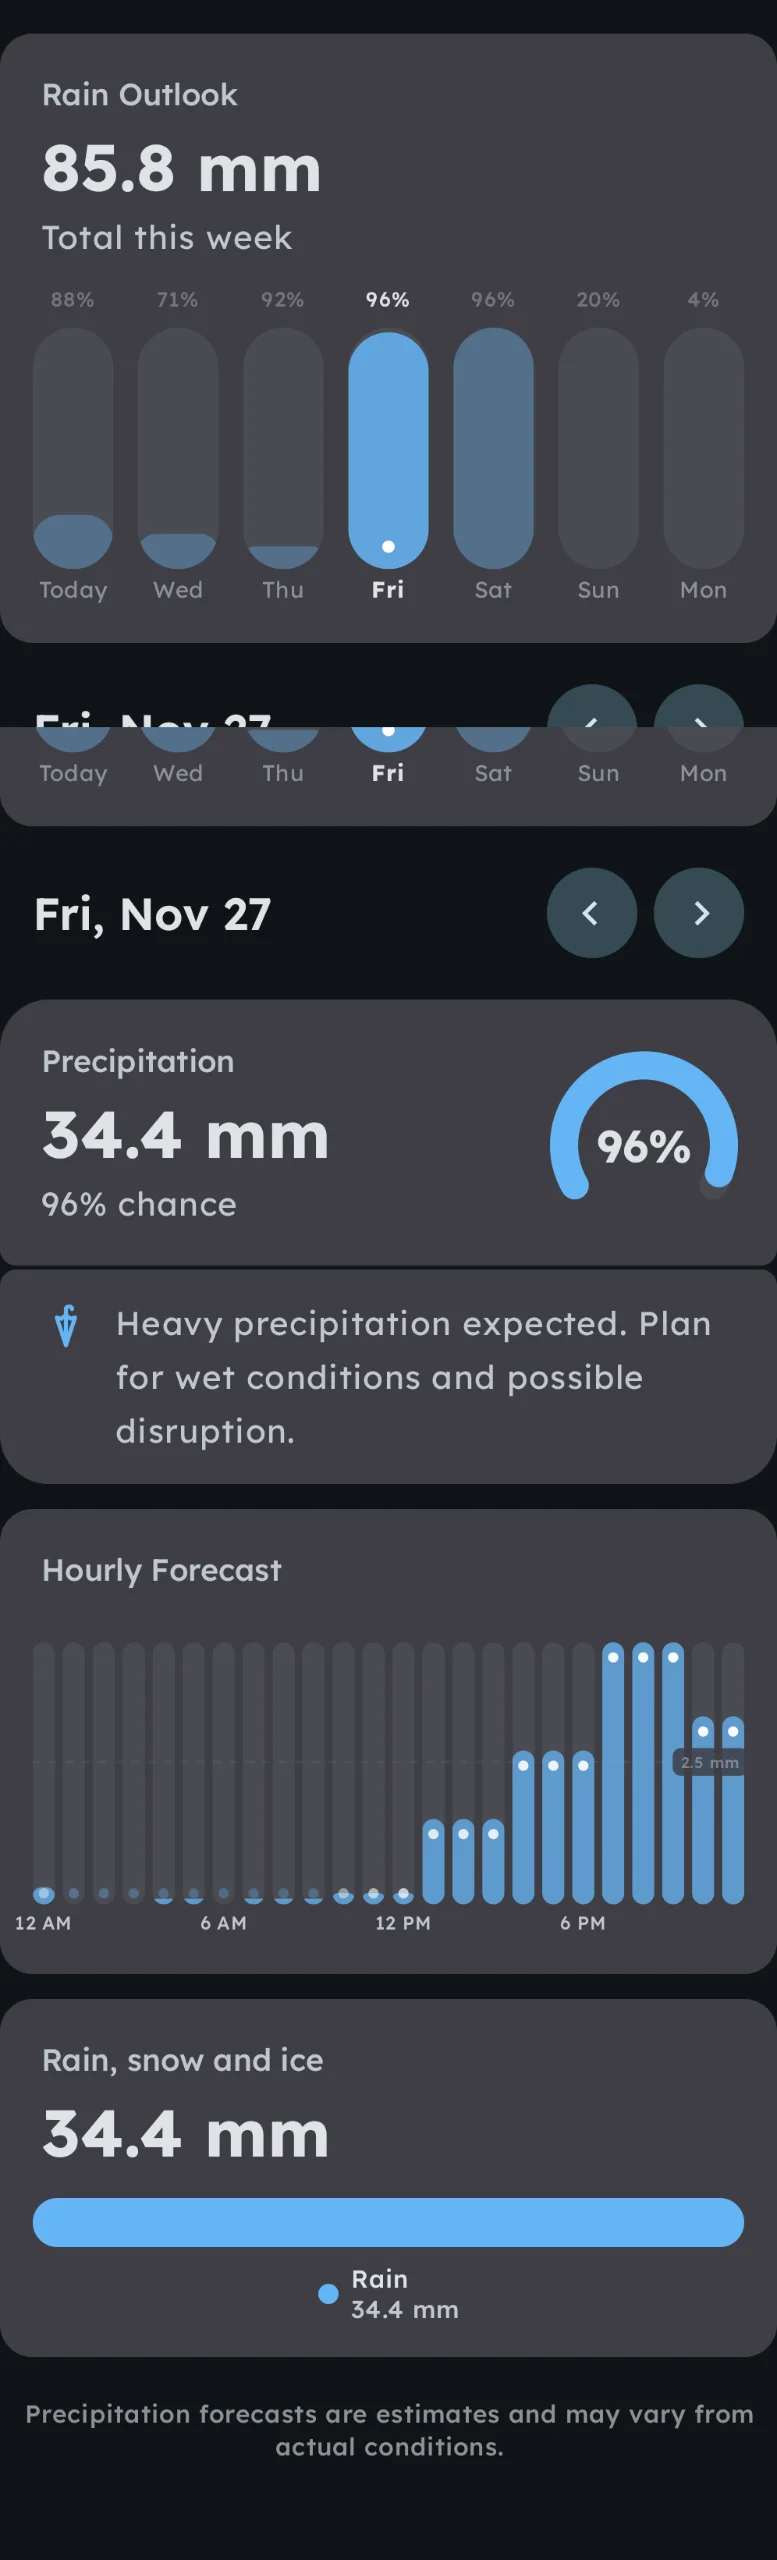 Rain Outlook
85.8 mm
Total this week
88% 71% 92% 96% 96% 20% 4%
Today Wed Thu Fri Sat Sun Mon
Fri, Nov 27
Today Wed Thu Fri Sat Sun Mon
Fri, Nov 27
Precipitation
34.4 mm
96% chance
96%
Heavy precipitation expected. Plan
for wet conditions and possible
disruption.
Hourly Forecast
2.5 mm
12 AM 6 AM 12 PM 6 PM
Rain, snow and ice
34.4 mm
Rain
34.4 mm
Precipitation forecasts are estimates and may vary from
actual conditions.